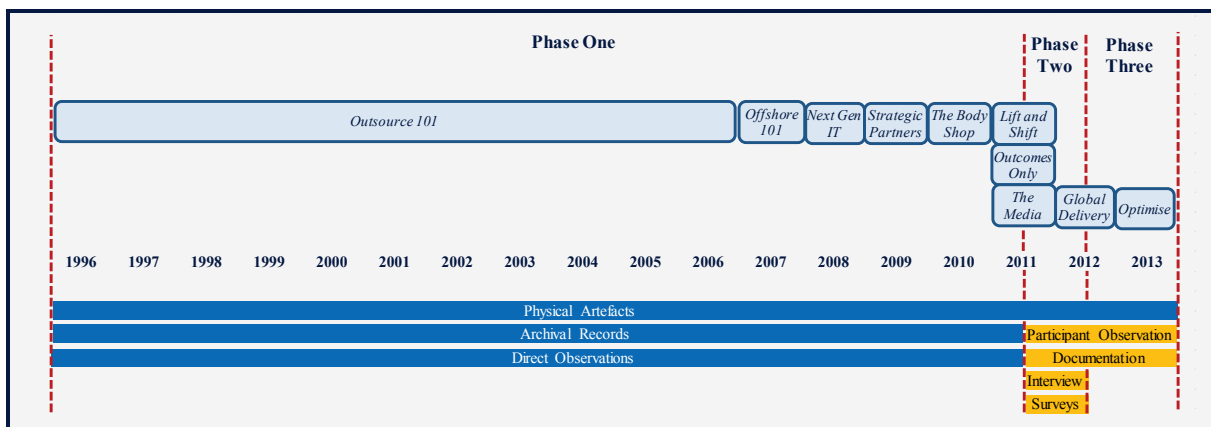 Phase One
Phase
Two
Phase
Three
Outsource 101
Offshore
101
Next Gen
IT
Strategic
Partners
The Body
Shop
Lift and
Shift
Outcomes
Only
The
Media
Global
Delivery
Optimise
1996 1997 1998 1999 2000 2001 2002 2003 2004 2005 2006 2007 2008 2009 2010 2011 2012 2013
Physical Artefacts
Archival Records
Participant Observation
Direct Observations
Documentation
Interview
Surveys